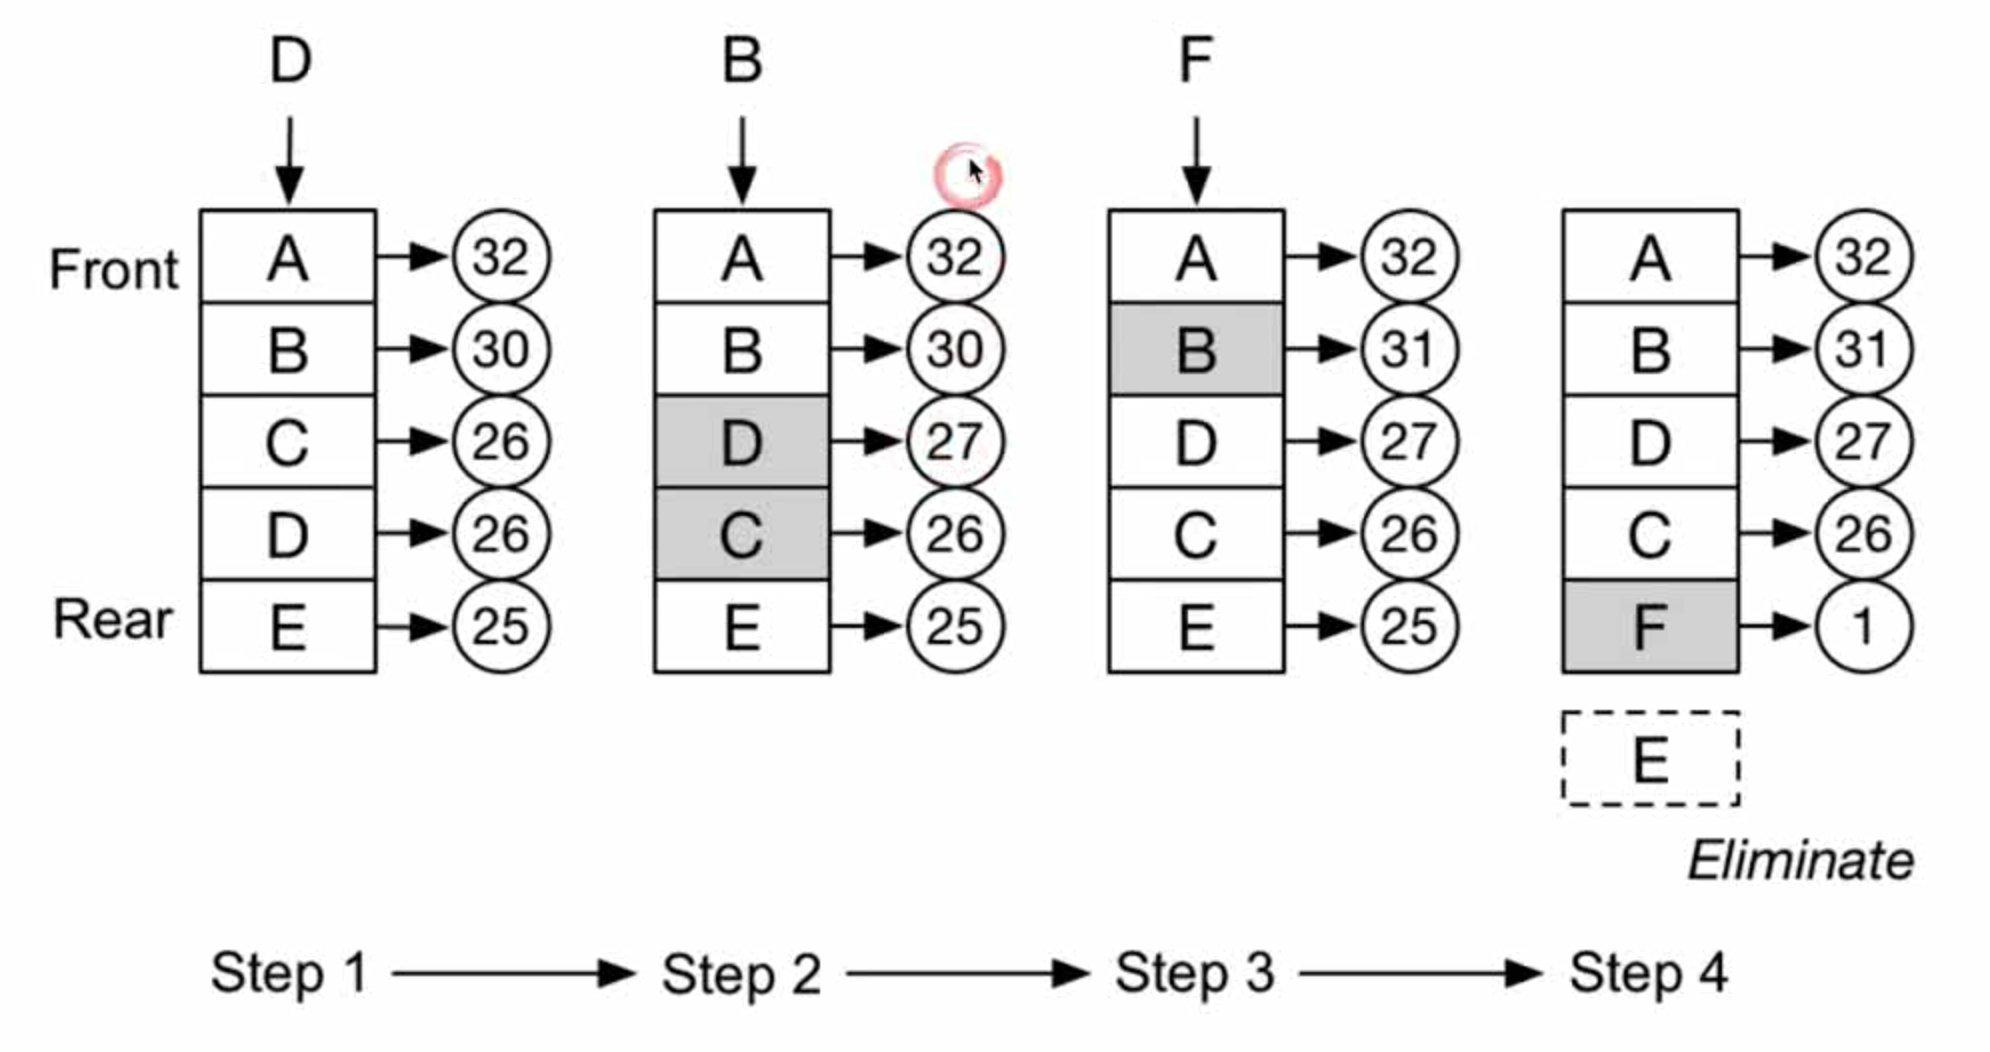 D B F
Front A 32 A 32 A 32 A 32
B 30 B 30 B 31 B 31
C 26 D 27 D 27 D 27
D 26 C 26 C 26 C 26
Rear E 25 E 25 E 25 F 1
E
Eliminate
Step 1 Step 2 Step 3 Step 4